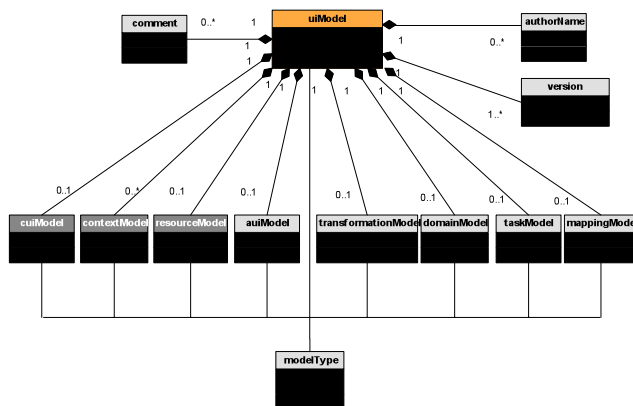 uiModel
comment
0..*
1
authorName
1
0..*
1
version
1..*
1
1
1
1
1
1
1
1
1
1
0..1
0..*
0..1
0..1
0..1
0..1
0..1
0..1
cuiModel
contextModel
resourceModel
auiModel
transformationModel
domainModel
taskModel
mappingModel
modelType